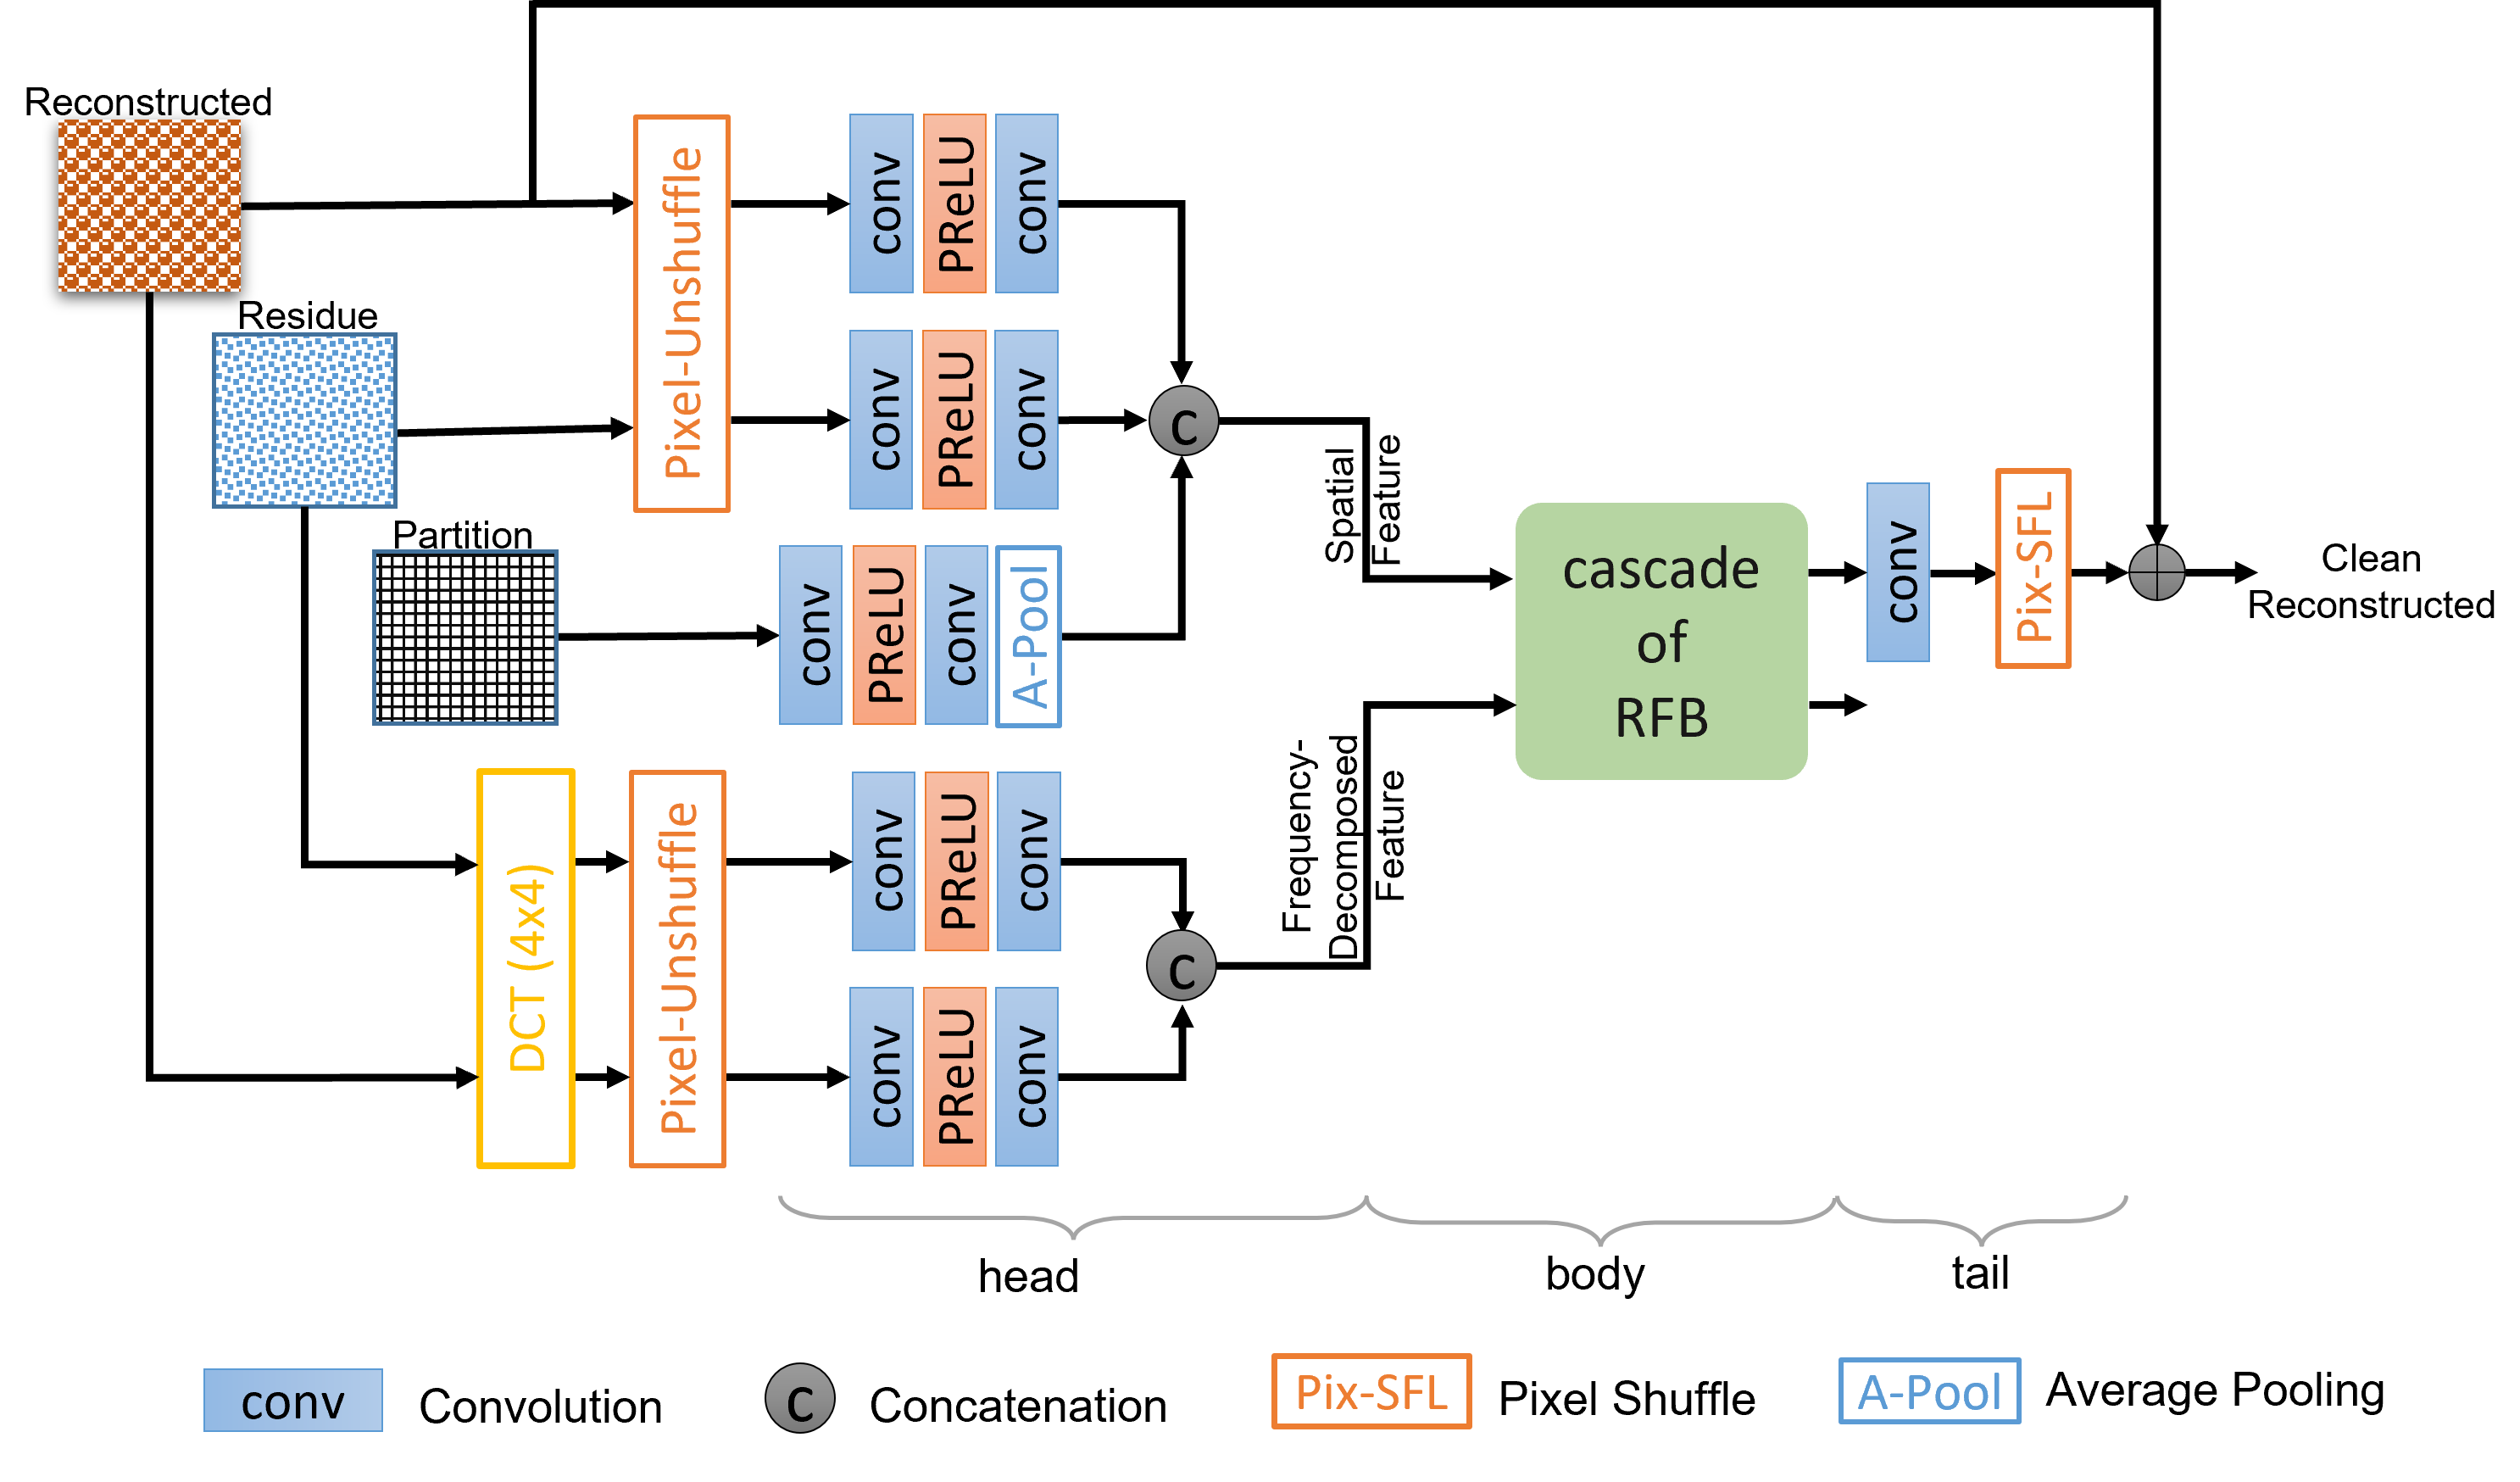 Reconstructed
Residue
Partition
Pixel-Unshuffle
conv
PReLU
conv
conv
PReLU
conv
conv
PReLU
conv
A-Pool
C
DCT (4x4)
Pixel-Unshuffle
conv
PReLU
conv
conv
PReLU
conv
C
Spatial
Feature
Frequency-
Decomposed
Feature
cascade
of
RFB
conv
Pix-SFL
Clean
Reconstructed
head
body
tail
conv
Convolution
C
Concatenation
Pix-SFL
Pixel Shuffle
A-Pool
Average Pooling